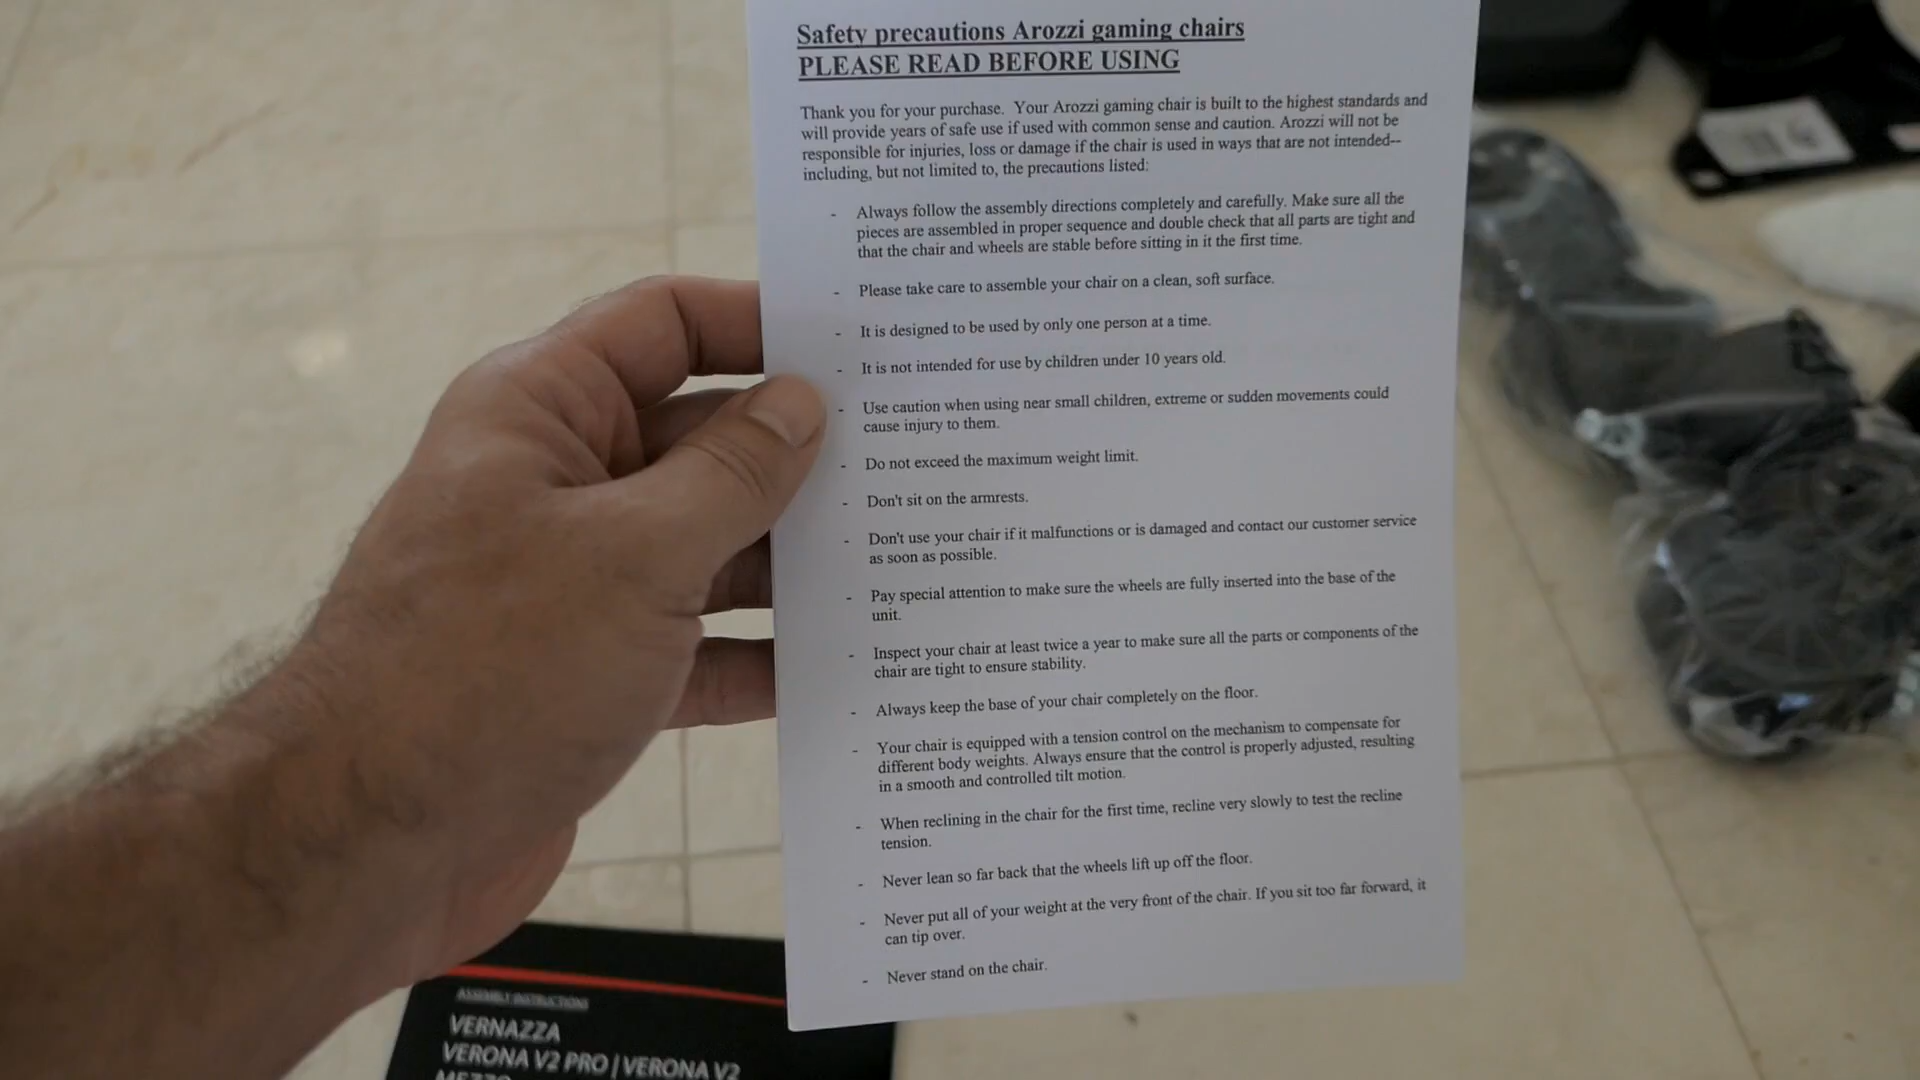 Safety precautions Arozzi gaming chairs
PLEASE READ BEFORE USING
Thank you for your purchase. Your Arozzi gaming chair is built to the highest standards and
will provide years of safe use if used with common sense and caution. Arozzi will not be
responsible for injuries, loss or damage if the chair is used in ways that are not intended--
including, but not limited to, the precautions listed:
- Always follow the assembly directions completely and carefully. Make sure all the
pieces are assembled in proper sequence and double check that all parts are tight and
that the chair and wheels are stable before sitting in it the first time.
- Please take care to assemble your chair on a clean, soft surface.
- It is designed to be used by only one person at a time.
- It is not intended for use by children under 10 years old.
- Use caution when using near small children, extreme or sudden movements could
cause injury to them.
- Do not exceed the maximum weight limit.
- Don't sit on the armrests.
- Don't use your chair if it malfunctions or is damaged and contact our customer service
as soon as possible.
- Pay special attention to make sure the wheels are fully inserted into the base of the
unit.
- Inspect your chair at least twice a year to make sure all the parts or components of the
chair are tight to ensure stability.
- Always keep the base of your chair completely on the floor.
- Your chair is equipped with a tension control on the mechanism to compensate for
different body weights. Always ensure that the control is properly adjusted, resulting
in a smooth and controlled tilt motion.
- When reclining in the chair for the first time, recline very slowly to test the recline
tension.
- Never lean so far back that the wheels lift up off the floor.
- Never put all of your weight at the very front of the chair. If you sit too far forward, it
can tip over.
- Never stand on the chair.
ASSEMBLY INSTRUCTIONS
VERNAZZA
VERONA V2 PRO | VERONA V2
MEZZO